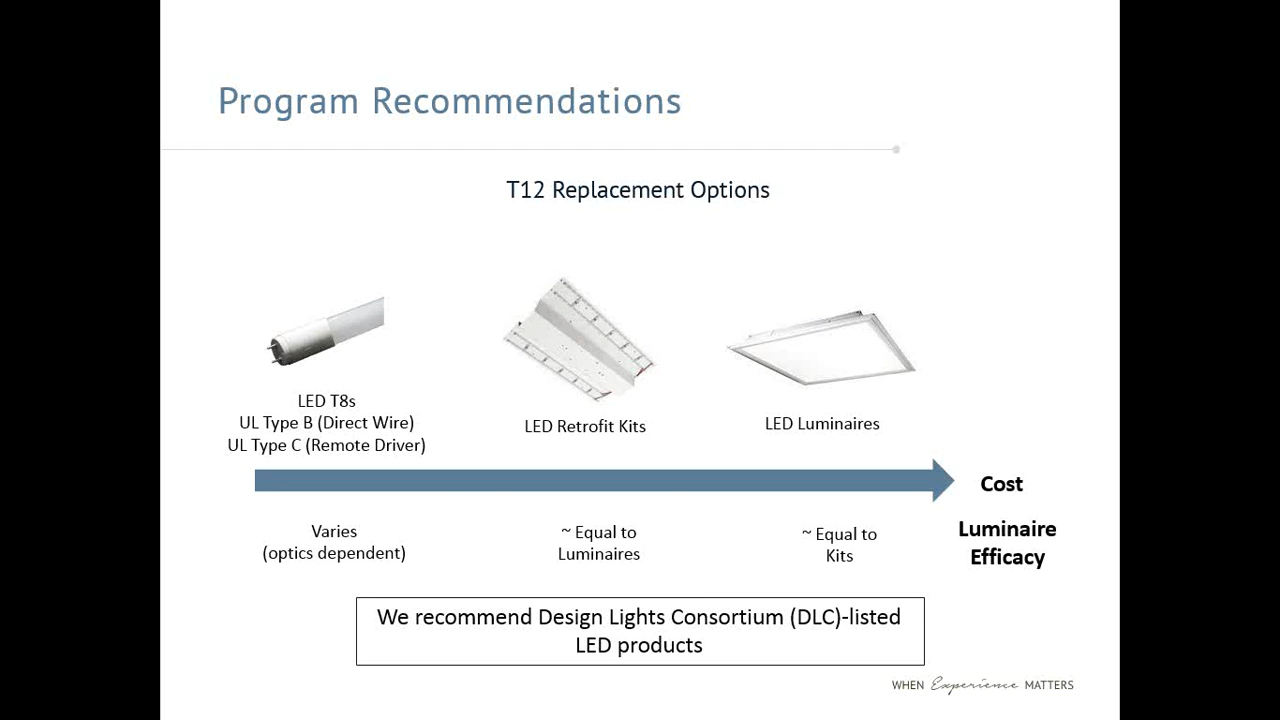 Program Recommendations
T12 Replacement Options
LED T8s
UL Type B (Direct Wire)
UL Type C (Remote Driver)
LED Retrofit Kits
LED Luminaires
Cost
Varies
(optics dependent)
~ Equal to
Luminaires
~ Equal to
Kits
Luminaire
Efficacy
We recommend Design Lights Consortium (DLC)-listed
LED products
WHEN Experience MATTERS